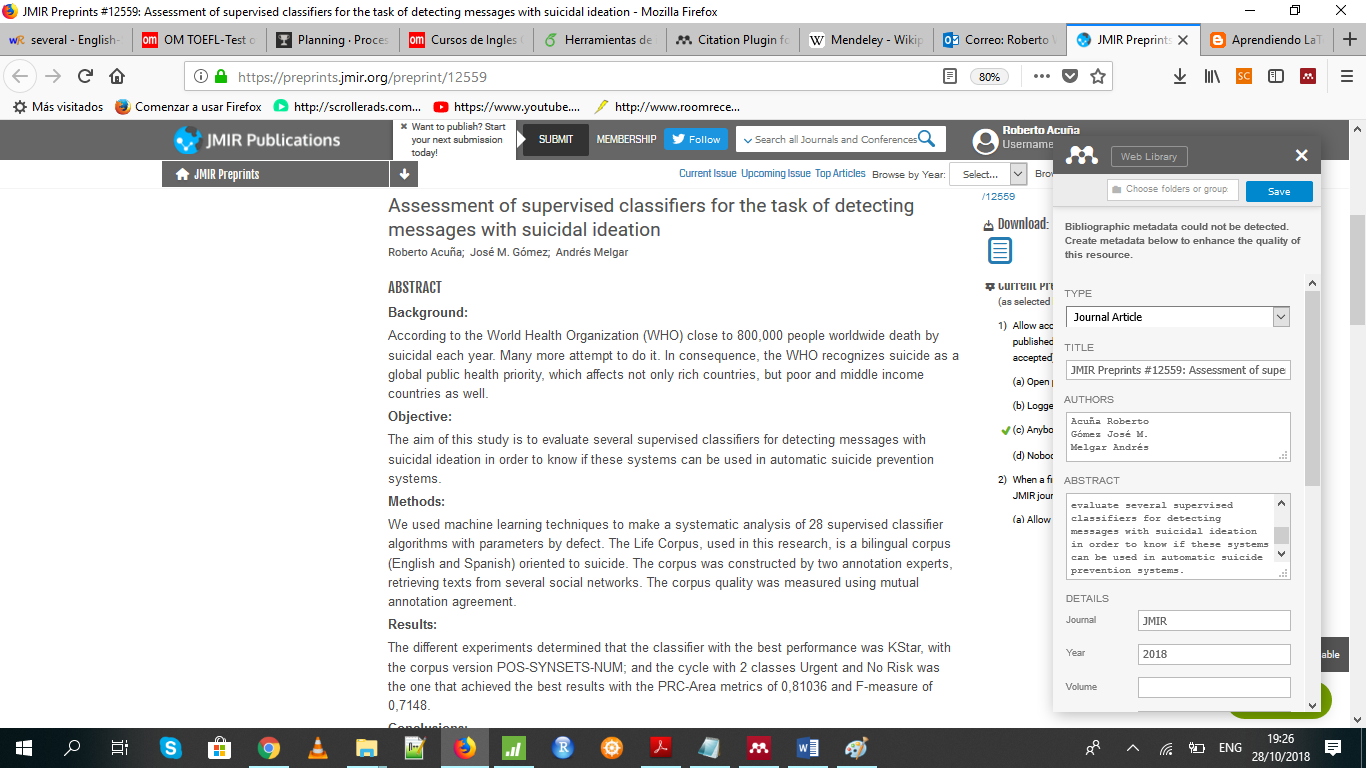 JMIR Preprints #12559: Assessment of supervised classifiers for the task of detecting messages with suicidal ideation - Mozilla Firefox
several - English-
OM TOEFL-Test o
Planning · Proces
Cursos de Ingles
Herramientas de
Citation Plugin fo
Mendeley - Wikip
Correo: Roberto
JMIR Preprints
Aprendiendo LaT
https://preprints.jmir.org/preprint/12559
80%
Más visitados
Comenzar a usar Firefox
http://scrollerads.com...
https://www.youtube....
http://www.roomrece...
JMIR Publications
Want to publish? Start
your next submission
today!
SUBMIT
MEMBERSHIP
Follow
Search all Journals and Conferences
Roberto Acuña
Username
JMIR Preprints
Current Issue Upcoming Issue Top Articles Browse by Year: Select... Brow
/12559
Assessment of supervised classifiers for the task of detecting
messages with suicidal ideation
Roberto Acuña; José M. Gómez; Andrés Melgar
ABSTRACT
Background:
According to the World Health Organization (WHO) close to 800,000 people worldwide death by
suicidal each year. Many more attempt to do it. In consequence, the WHO recognizes suicide as a
global public health priority, which affects not only rich countries, but poor and middle income
countries as well.
Objective:
The aim of this study is to evaluate several supervised classifiers for detecting messages with
suicidal ideation in order to know if these systems can be used in automatic suicide prevention
systems.
Methods:
We used machine learning techniques to make a systematic analysis of 28 supervised classifier
algorithms with parameters by defect. The Life Corpus, used in this research, is a bilingual corpus
(English and Spanish) oriented to suicide. The corpus was constructed by two annotation experts,
retrieving texts from several social networks. The corpus quality was measured using mutual
annotation agreement.
Results:
The different experiments determined that the classifier with the best performance was KStar, with
the corpus version POS-SYNSETS-NUM; and the cycle with 2 classes Urgent and No Risk was
the one that achieved the best results with the PRC-Area metrics of 0,81036 and F-measure of
0,7148.
Conclusions:
Download:
Current Pre
(as selected
1) Allow acc
published
accepted
(a) Open p
(b) Logge
(c) Anybo
(d) Nobod
2) When a fi
JMIR jour
(a) Allow
Web Library
Choose folders or group
Save
Bibliographic metadata could not be detected.
Create metadata below to enhance the quality of
this resource.
TYPE
Journal Article
TITLE
JMIR Preprints #12559: Assessment of supe
AUTHORS
Acuña Roberto
Gómez José M.
Melgar Andrés
ABSTRACT
evaluate several supervised
classifiers for detecting
messages with suicidal ideation
in order to know if these systems
can be used in automatic suicide
prevention systems.
DETAILS
Journal JMIR
Year 2018
Volume
able
ENG
19:26
28/10/2018